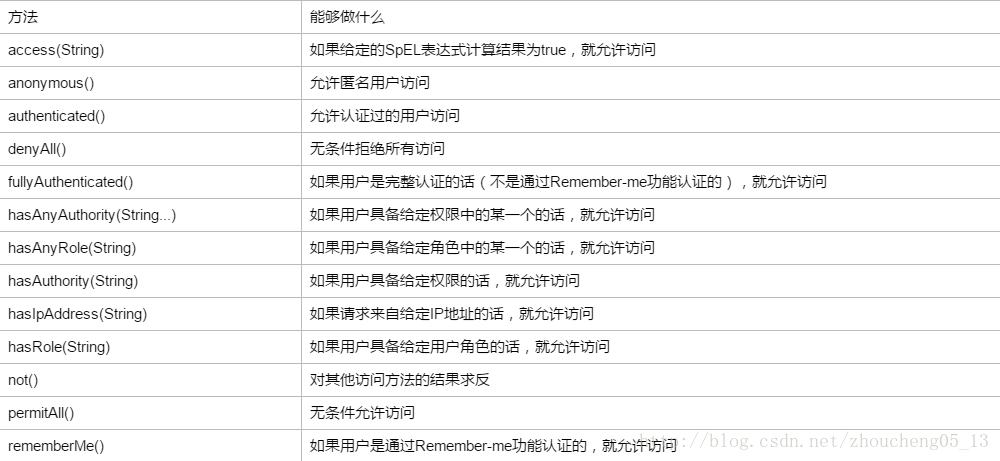 方法 能够做什么
access(String) 如果给定的SpEL表达式计算结果为true，就允许访问
anonymous() 允许匿名用户访问
authenticated() 允许认证过的用户访问
denyAll() 无条件拒绝所有访问
fullyAuthenticated() 如果用户是完整认证的话（不是通过Remember-me功能认证的），就允许访问
hasAnyAuthority(String...) 如果用户具备给定权限中的某一个的话，就允许访问
hasAnyRole(String) 如果用户具备给定角色中的某一个的话，就允许访问
hasAuthority(String) 如果用户具备给定权限的话，就允许访问
hasIpAddress(String) 如果请求来自给定IP地址的话，就允许访问
hasRole(String) 如果用户具备给定用户角色的话，就允许访问
not() 对其他访问方法的结果求反
permitAll() 无条件允许访问
rememberMe() 如果用户是通过Remember-me功能认证的，就允许访问
http://blog.csdn.net/zhoucheng05_13